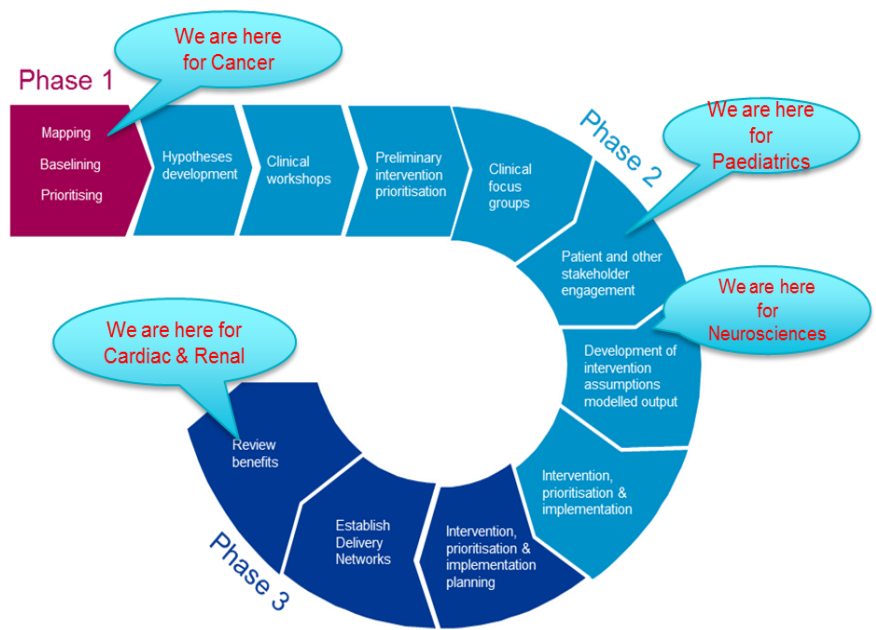 We are here
for Cancer
Phase 1
Mapping
Baselining
Prioritising
Hypotheses
development
Clinical
workshops
Preliminary
intervention
prioritisation
Clinical
focus
groups
Phase 2
We are here
for
Paediatrics
Patient and other
stakeholder
engagement
We are here
for
Neurosciences
Development of
intervention
assumptions
modelled output
Intervention,
prioritisation &
implementation
Intervention,
prioritisation &
implementation
planning
Establish
Delivery
Networks
Phase 3
We are here for
Cardiac & Renal
Review
benefits